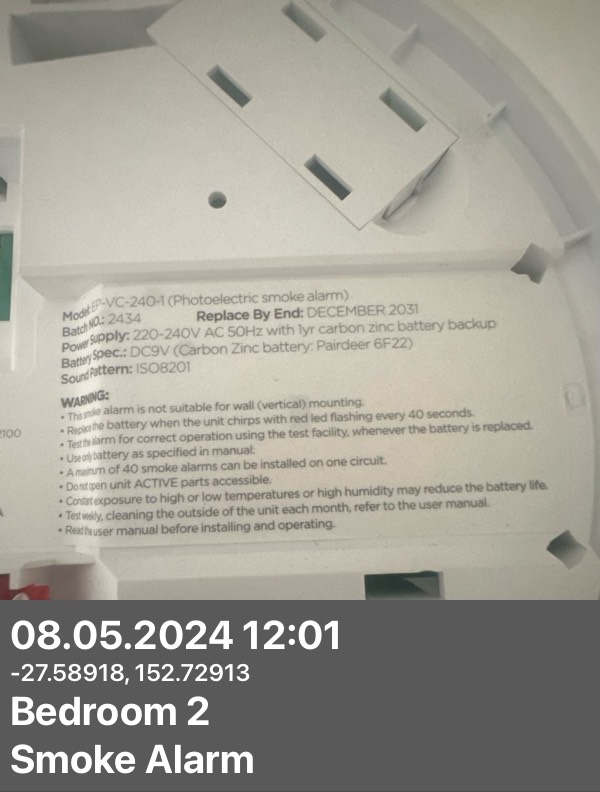 Model: EP-VC-240-1 (Photoelectric smoke alarm)
Batch NO.: 2434 Replace By End: DECEMBER 2031
Power Supply: 220-240V AC 50Hz with 1yr carbon zinc battery backup
Battery Spec.: DC9V (Carbon Zinc battery: Pairdeer 6F22)
Sound Pattern: ISO8201
WARNING:
• This smoke alarm is not suitable for wall (vertical) mounting.
• Replace the battery when the unit chirps with red led flashing every 40 seconds.
• Test the alarm for correct operation using the test facility, whenever the battery is replaced.
• Use only battery as specified in manual.
• A maximum of 40 smoke alarms can be installed on one circuit.
• Do not open unit ACTIVE parts accessible.
• Constant exposure to high or low temperatures or high humidity may reduce the battery life.
• Test weekly, cleaning the outside of the unit each month, refer to the user manual.
• Read the user manual before installing and operating.
2100
08.05.2024 12:01
-27.58918, 152.72913
Bedroom 2
Smoke Alarm